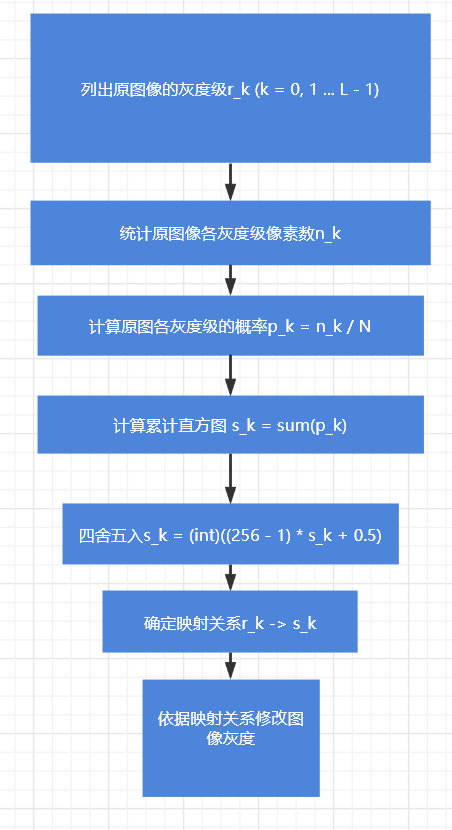 列出原图像的灰度级r_k (k = 0, 1 ... L - 1)
统计原图像各灰度级像素数n_k
计算原图各灰度级的概率p_k = n_k / N
计算累计直方图 s_k = sum(p_k)
四舍五入s_k = (int)((256 - 1) * s_k + 0.5)
确定映射关系r_k -> s_k
依据映射关系修改图
像灰度